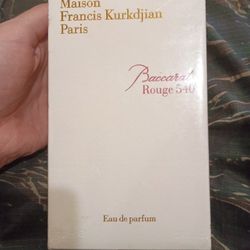 Maison
Francis Kurkdjian
Paris
Baccarat
Rouge 540
Eau de parfum